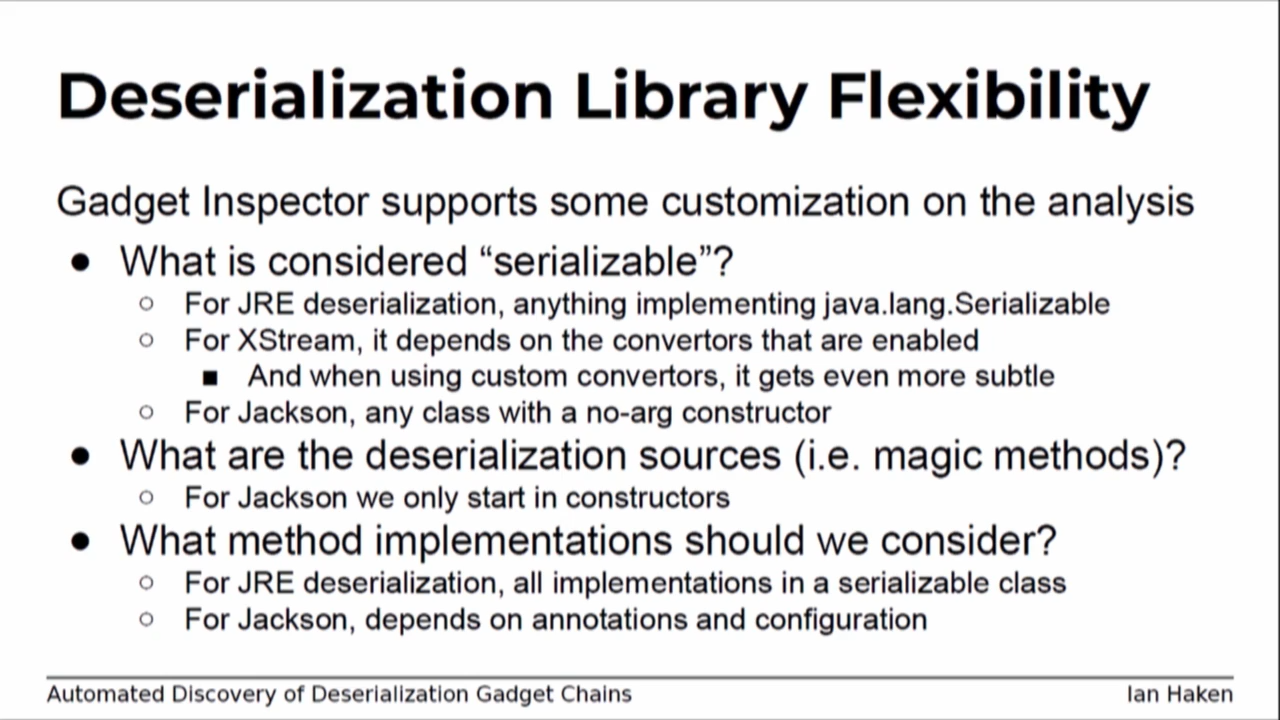 Deserialization Library Flexibility
Gadget Inspector supports some customization on the analysis
● What is considered “serializable”?
○ For JRE deserialization, anything implementing java.lang.Serializable
○ For XStream, it depends on the convertors that are enabled
■ And when using custom convertors, it gets even more subtle
○ For Jackson, any class with a no-arg constructor
● What are the deserialization sources (i.e. magic methods)?
○ For Jackson we only start in constructors
● What method implementations should we consider?
○ For JRE deserialization, all implementations in a serializable class
○ For Jackson, depends on annotations and configuration
Automated Discovery of Deserialization Gadget Chains
Ian Haken